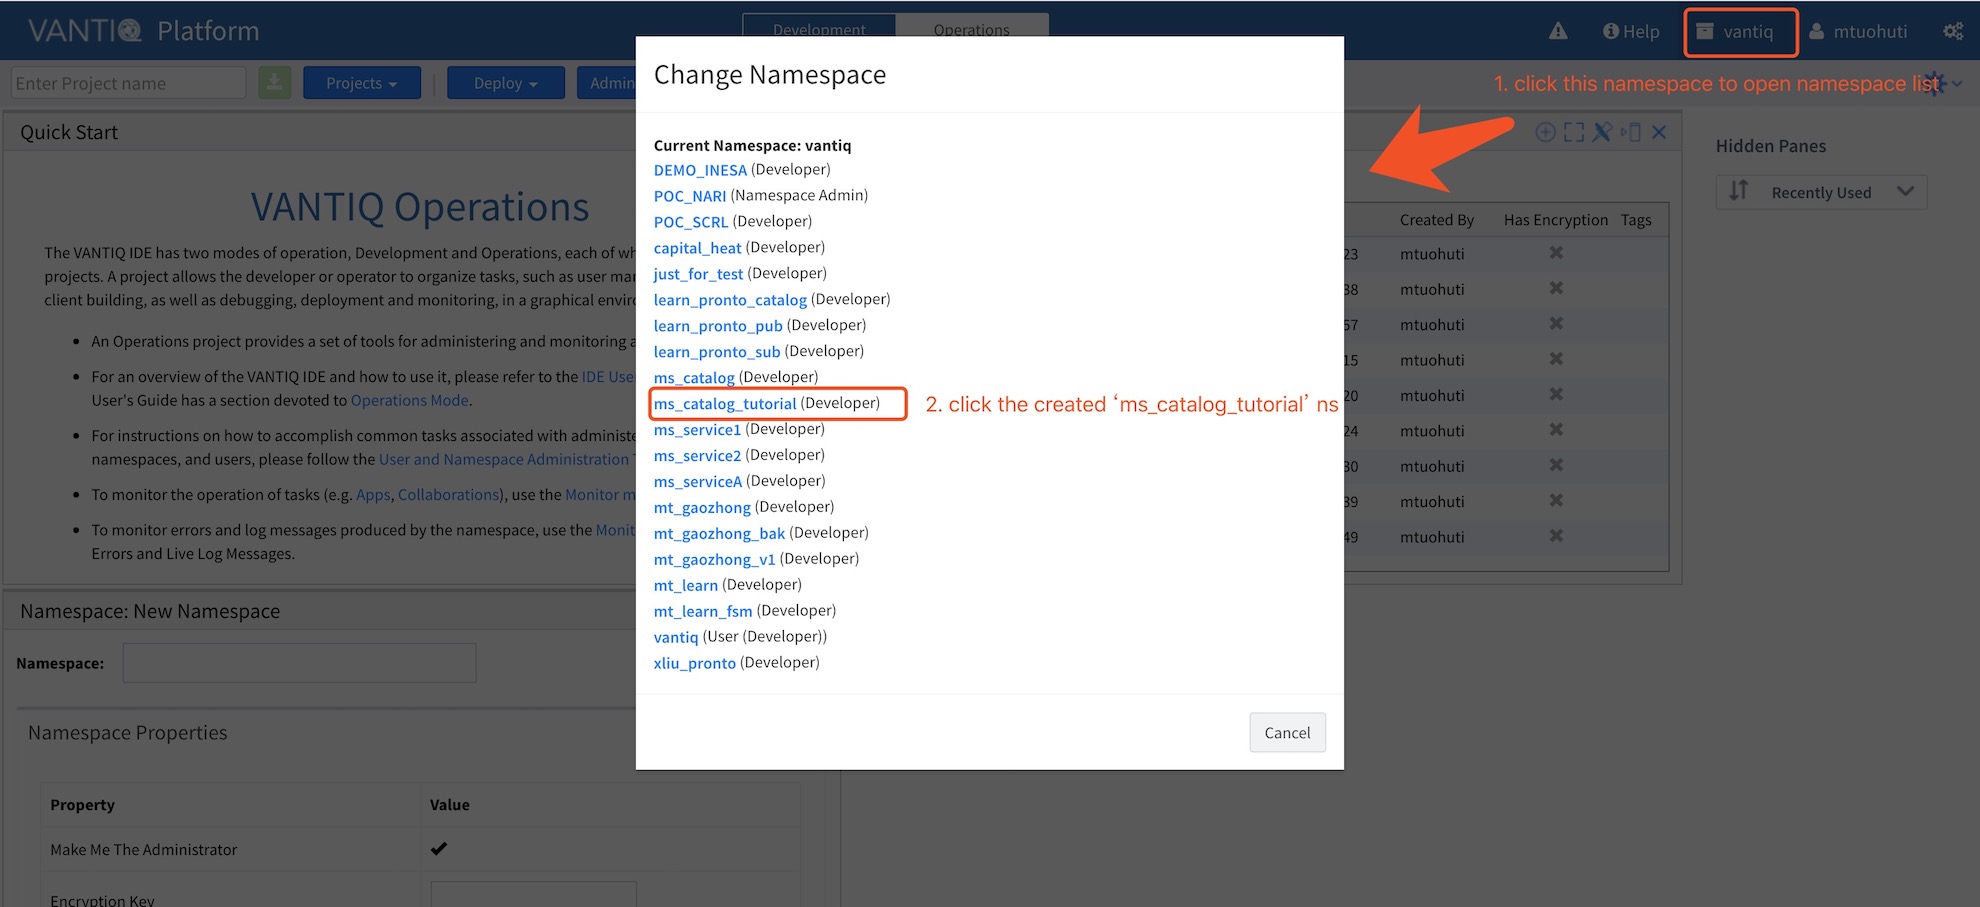 VANTIQ Platform
Development
Operations
Help
vantiq
mtuohuti
Enter Project name
Projects
Deploy
Admin
1. click this namespace to open namespace list
Quick Start
VANTIQ Operations
The VANTIQ IDE has two modes of operation, Development and Operations, each of wh
projects. A project allows the developer or operator to organize tasks, such as user ma
client building, as well as debugging, deployment and monitoring, in a graphical enviro
• An Operations project provides a set of tools for administering and monitoring a
• For an overview of the VANTIQ IDE and how to use it, please refer to the IDE Use
User's Guide has a section devoted to Operations Mode.
• For instructions on how to accomplish common tasks associated with administe
namespaces, and users, please follow the User and Namespace Administration T
• To monitor the operation of tasks (e.g. Apps, Collaborations), use the Monitor m
• To monitor errors and log messages produced by the namespace, use the Monit
Errors and Live Log Messages.
Namespace: New Namespace
Namespace:
Namespace Properties
Property Value
Make Me The Administrator
Encryption Key
Change Namespace
Current Namespace: vantiq
DEMO_INESA (Developer)
POC_NARI (Namespace Admin)
POC_SCRL (Developer)
capital_heat (Developer)
just_for_test (Developer)
learn_pronto_catalog (Developer)
learn_pronto_pub (Developer)
learn_pronto_sub (Developer)
ms_catalog (Developer)
ms_catalog_tutorial (Developer)
2. click the created ‘ms_catalog_tutorial’ ns
ms_service1 (Developer)
ms_service2 (Developer)
ms_serviceA (Developer)
mt_gaozhong (Developer)
mt_gaozhong_bak (Developer)
mt_gaozhong_v1 (Developer)
mt_learn (Developer)
mt_learn_fsm (Developer)
vantiq (User (Developer))
xliu_pronto (Developer)
Cancel
Created By Has Encryption Tags
23 mtuohuti
38 mtuohuti
57 mtuohuti
15 mtuohuti
20 mtuohuti
24 mtuohuti
30 mtuohuti
39 mtuohuti
49 mtuohuti
Hidden Panes
Recently Used